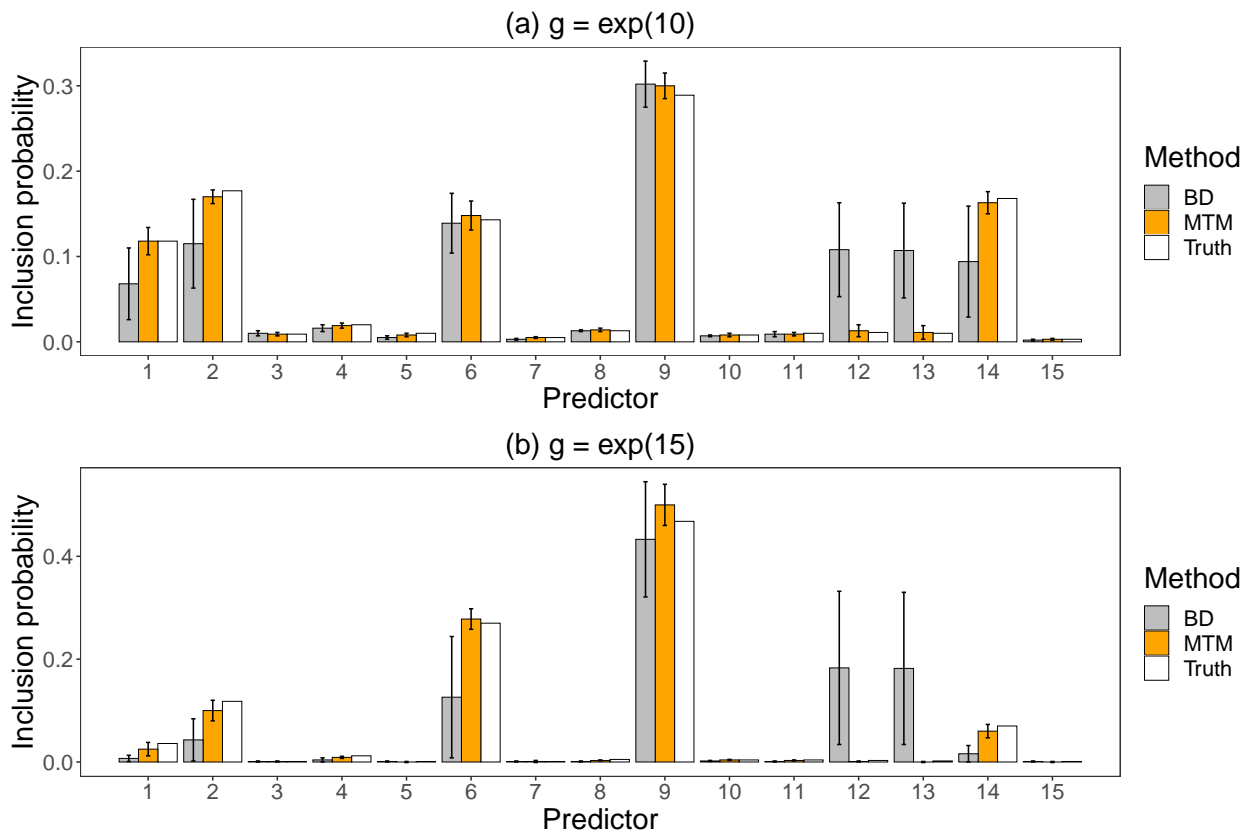 (a) g = exp(10)
Inclusion probability
0.3
0.2
0.1
0.0
1 2 3 4 5 6 7 8 9 10 11 12 13 14 15
Predictor
Method
BD
MTM
Truth
(b) g = exp(15)
Inclusion probability
0.4
0.2
0.0
1 2 3 4 5 6 7 8 9 10 11 12 13 14 15
Predictor
Method
BD
MTM
Truth